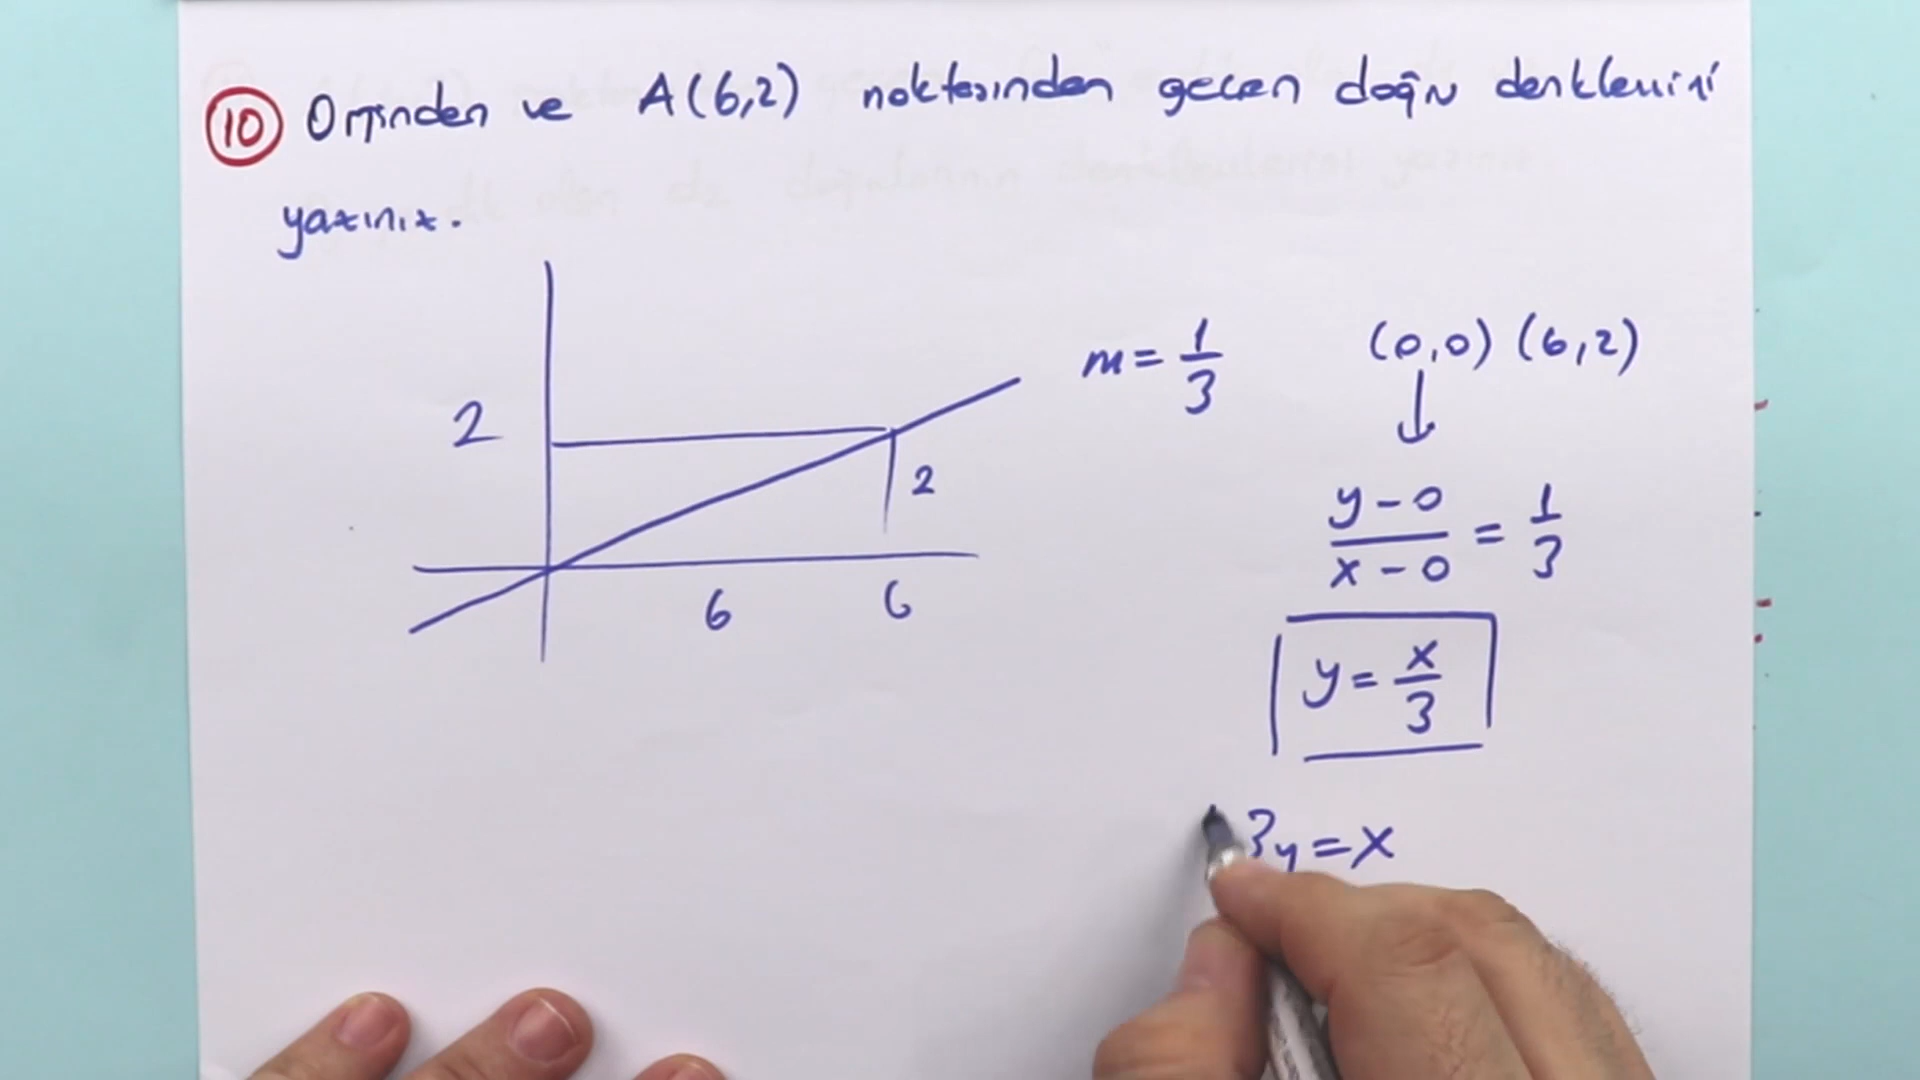 10 Orijinden ve A(6,2) noktasından geçen doğru denklemini
yazınız.
2
2
6
6
m = 1/3
(0,0) (6,2)
↓
y-0/x-0 = 1/3
y = x/3
3y = x